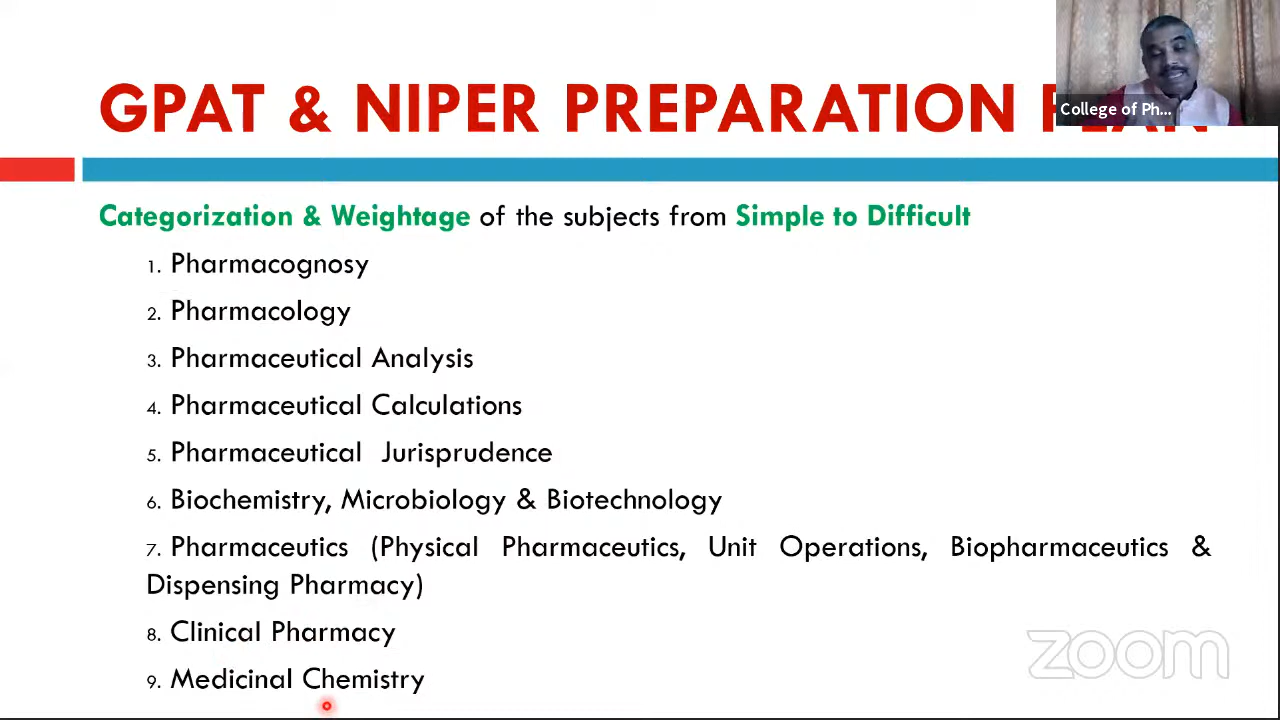 GPAT & NIPER PREPARATION PLAN
College of Ph...
Categorization & Weightage of the subjects from Simple to Difficult
1. Pharmacognosy
2. Pharmacology
3. Pharmaceutical Analysis
4. Pharmaceutical Calculations
5. Pharmaceutical Jurisprudence
6. Biochemistry, Microbiology & Biotechnology
7. Pharmaceutics (Physical Pharmaceutics, Unit Operations, Biopharmaceutics &
Dispensing Pharmacy)
8. Clinical Pharmacy
9. Medicinal Chemistry
zoom